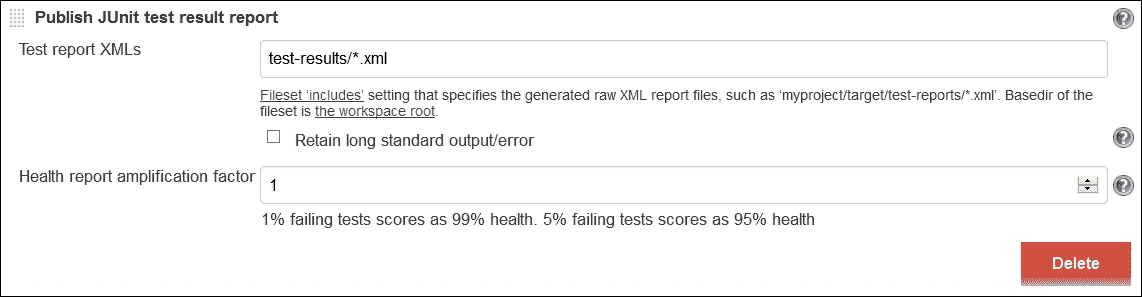 Publish JUnit test result report
Test report XMLs
test-results/*.xml
Fileset ‘includes’ setting that specifies the generated raw XML report files, such as ‘myproject/target/test-reports/*.xml’. Basedir of the
fileset is the workspace root.
Retain long standard output/error
Health report amplification factor
1
1% failing tests scores as 99% health. 5% failing tests scores as 95% health
Delete